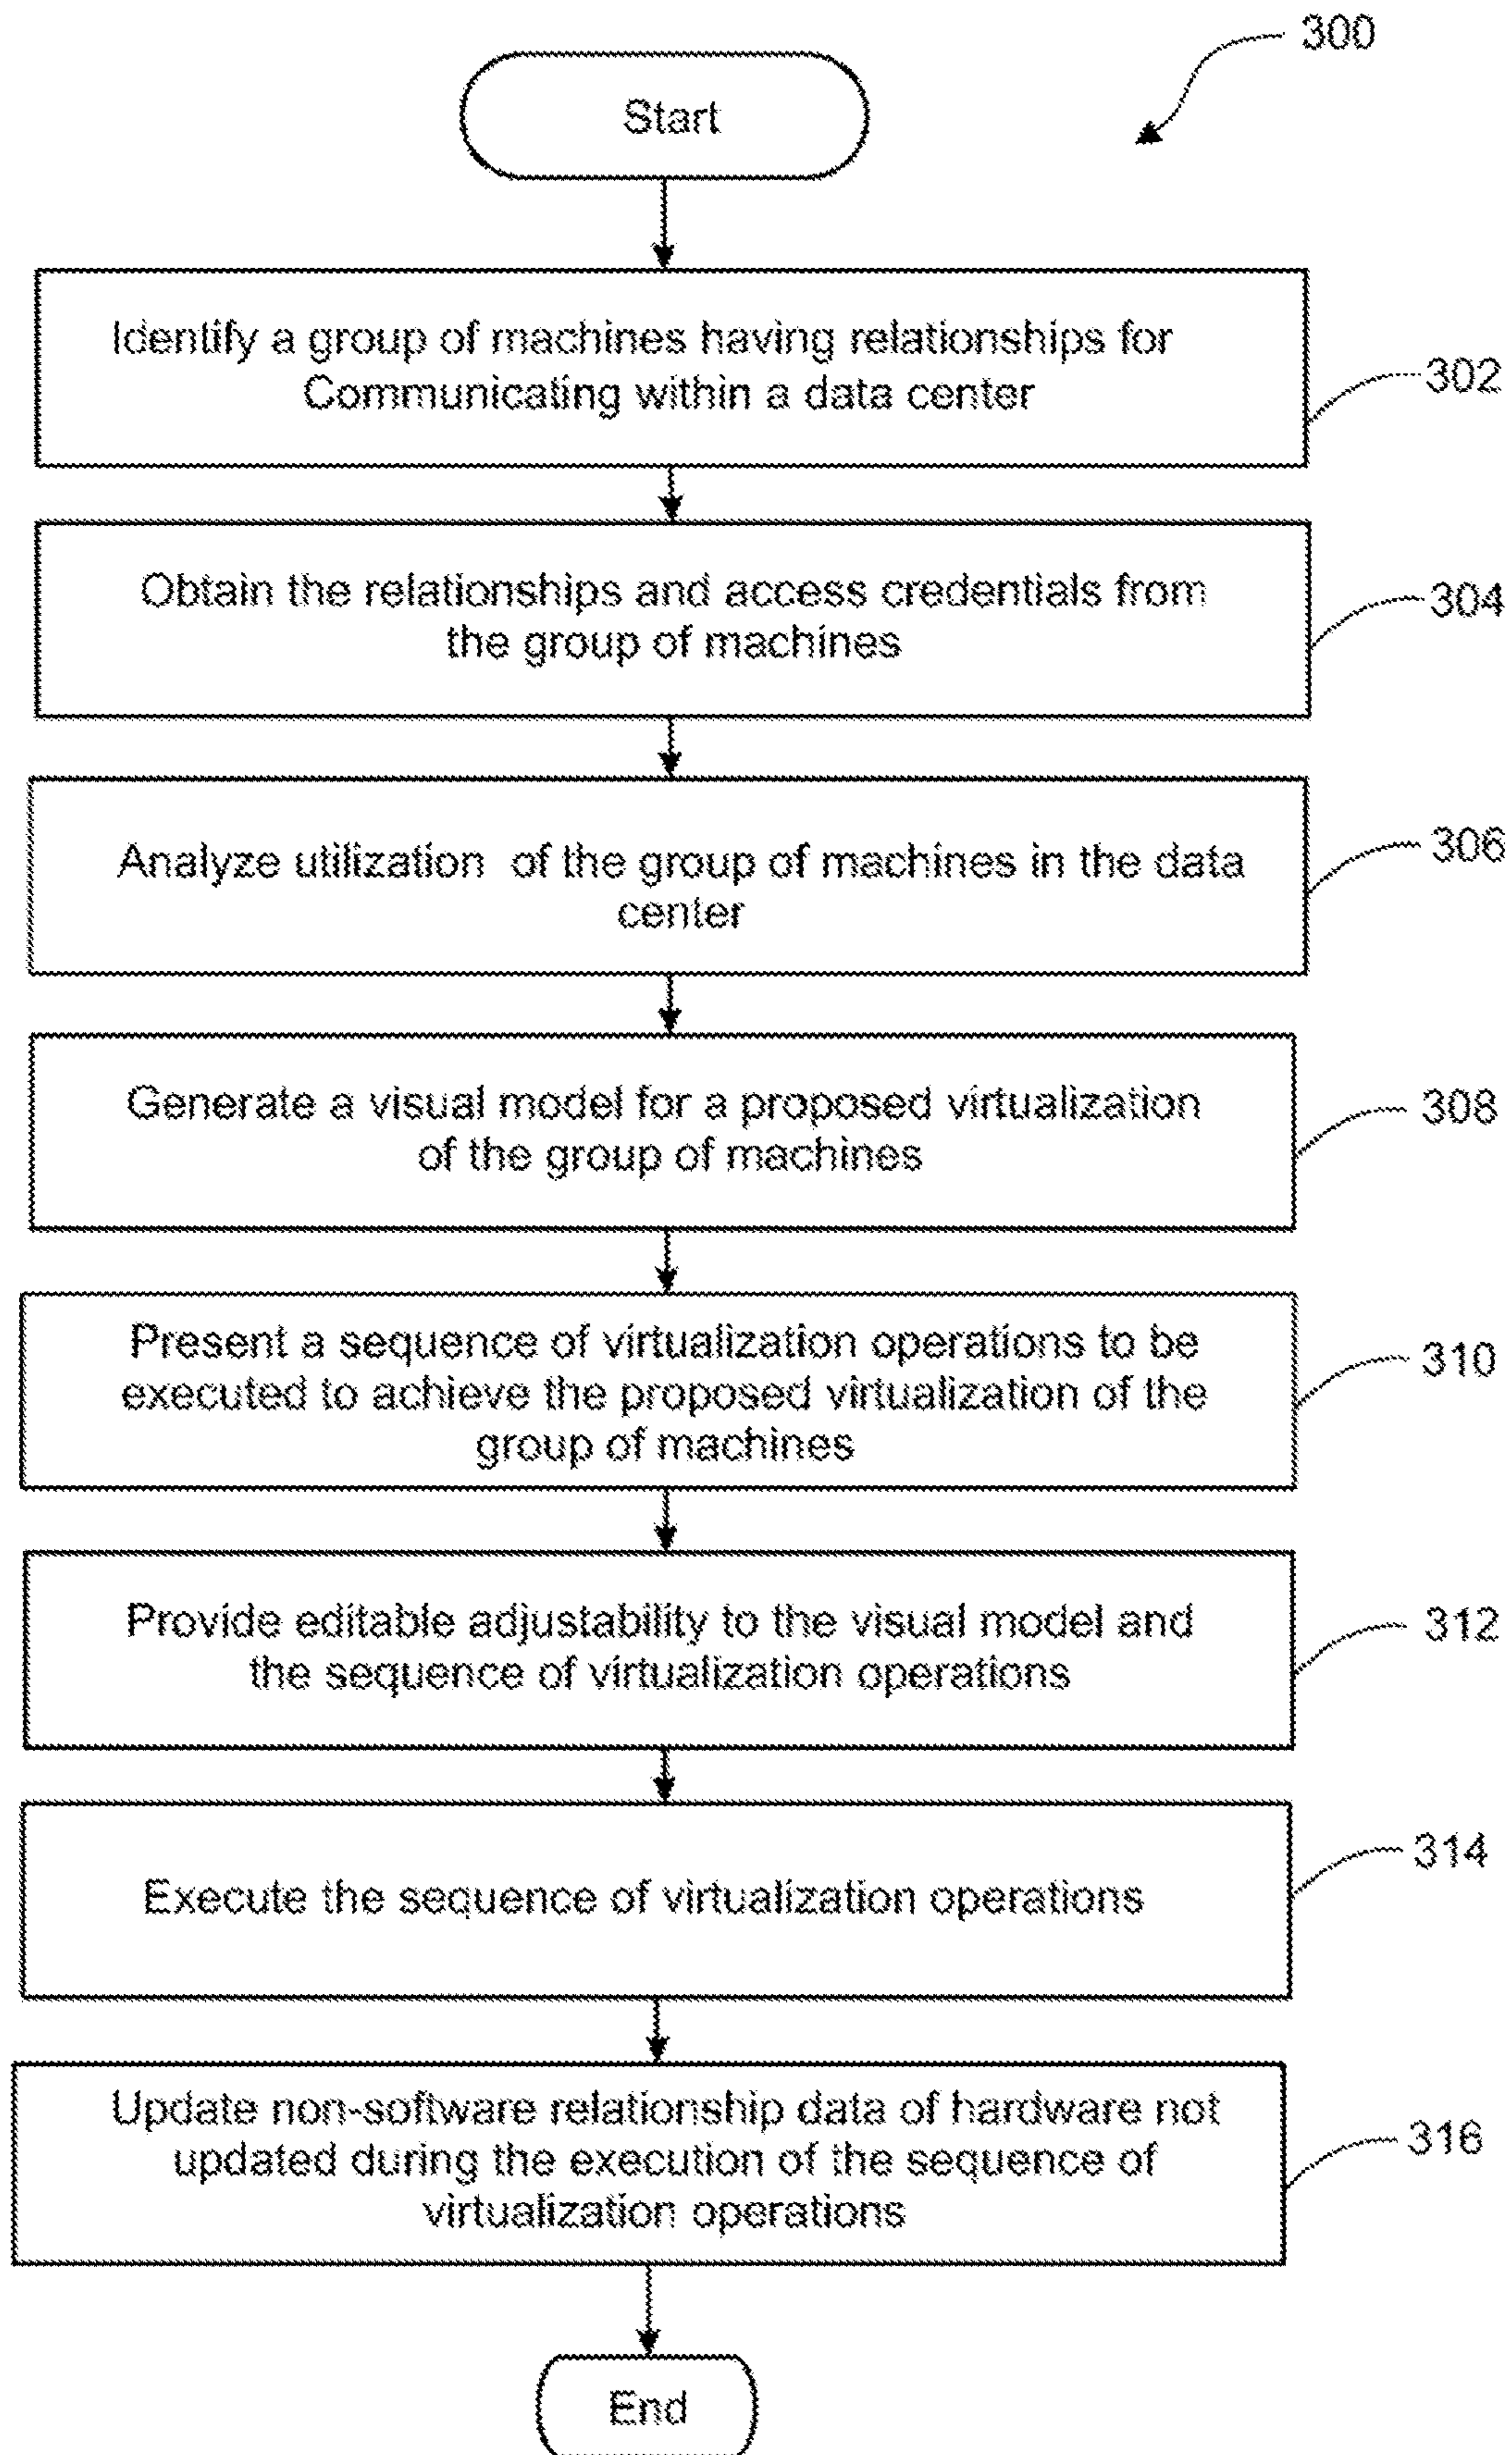 300
Start
Identify a group of machines having relationships for
Communicating within a data center
302
Obtain the relationships and access credentials from
the group of machines
304
Analyze utilization of the group of machines in the data
center
306
Generate a visual model for a proposed virtualization
of the group of machines
308
Present a sequence of virtualization operations to be
executed to achieve the proposed virtualization of the
group of machines
310
Provide editable adjustability to the visual model and
the sequence of virtualization operations
312
Execute the sequence of virtualization operations
314
Update non-software relationship data of hardware not
updated during the execution of the sequence of
virtualization operations
316
End